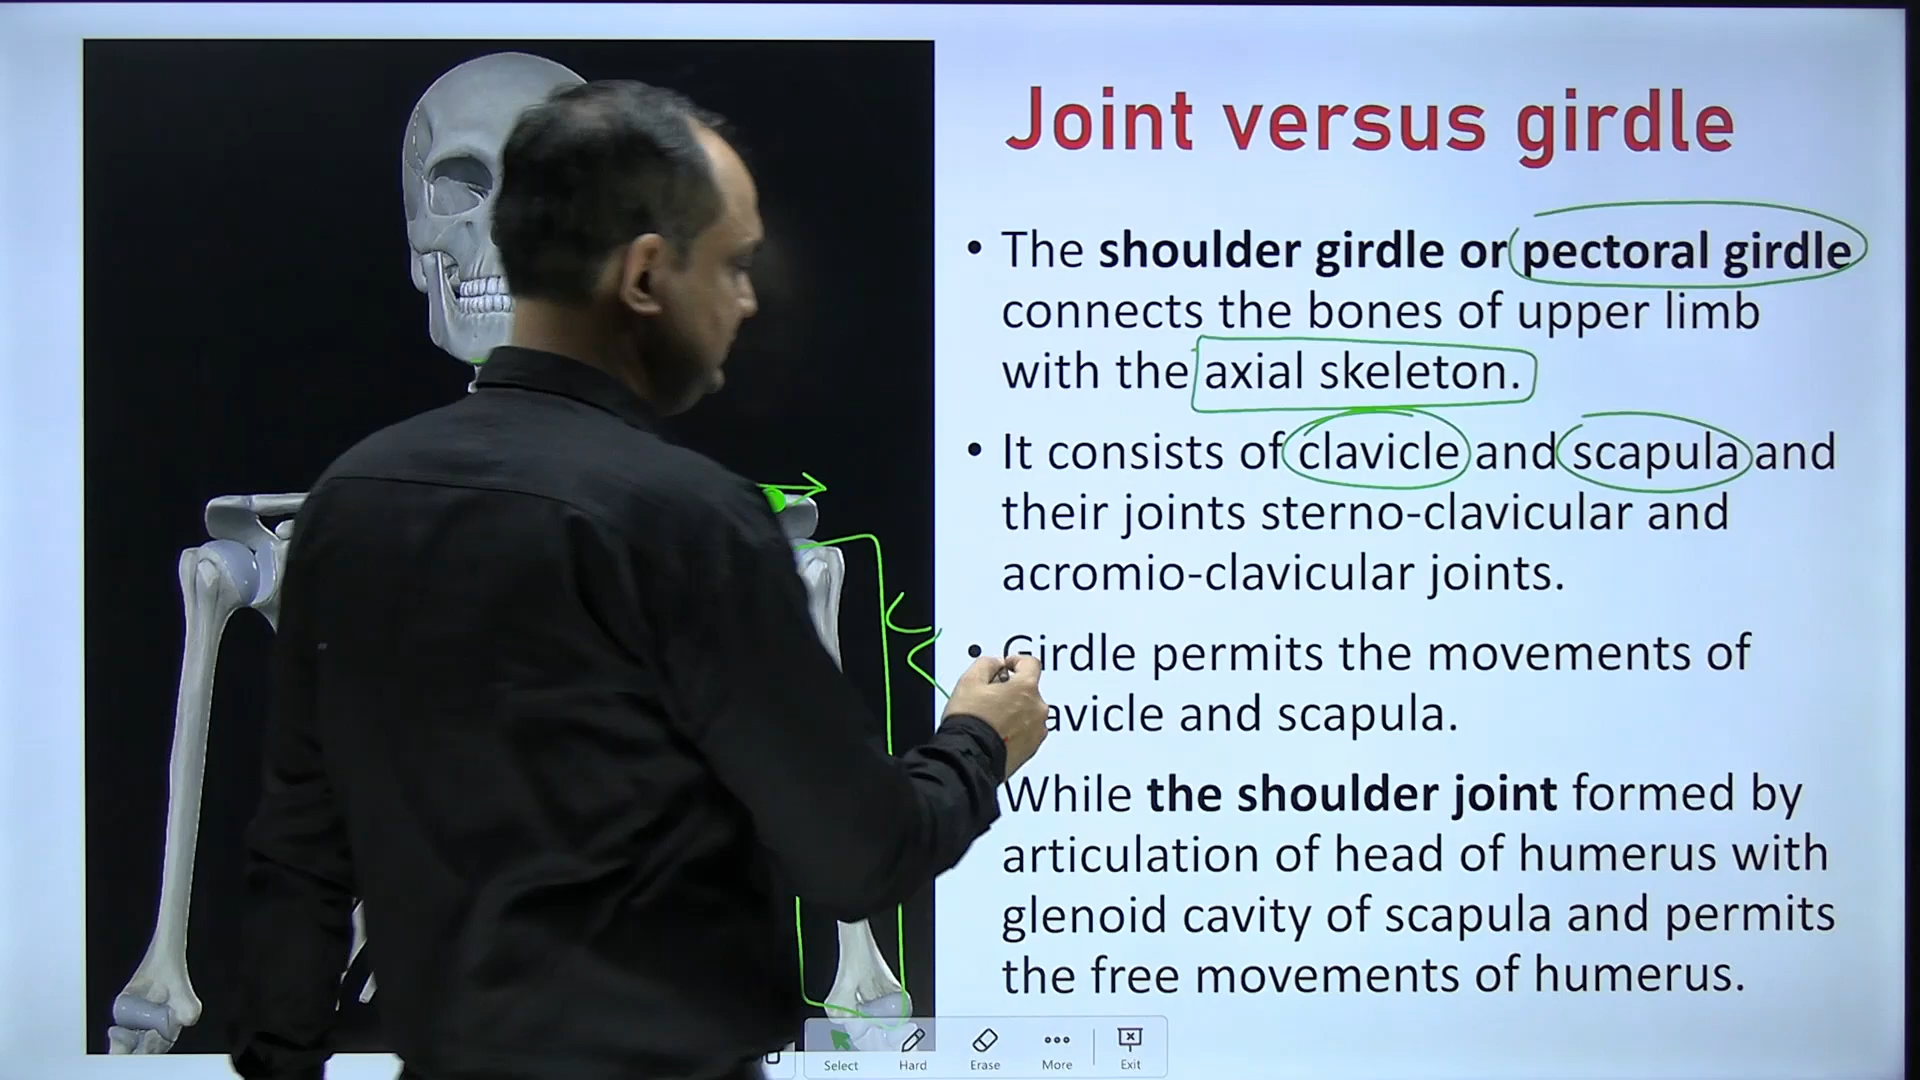 Joint versus girdle
• The shoulder girdle or pectoral girdle
connects the bones of upper limb
with the axial skeleton.
• It consists of clavicle and scapula and
their joints sterno-clavicular and
acromio-clavicular joints.
• Girdle permits the movements of
avicle and scapula.
While the shoulder joint formed by
articulation of head of humerus with
glenoid cavity of scapula and permits
the free movements of humerus.
Select Hard Erase More Exit